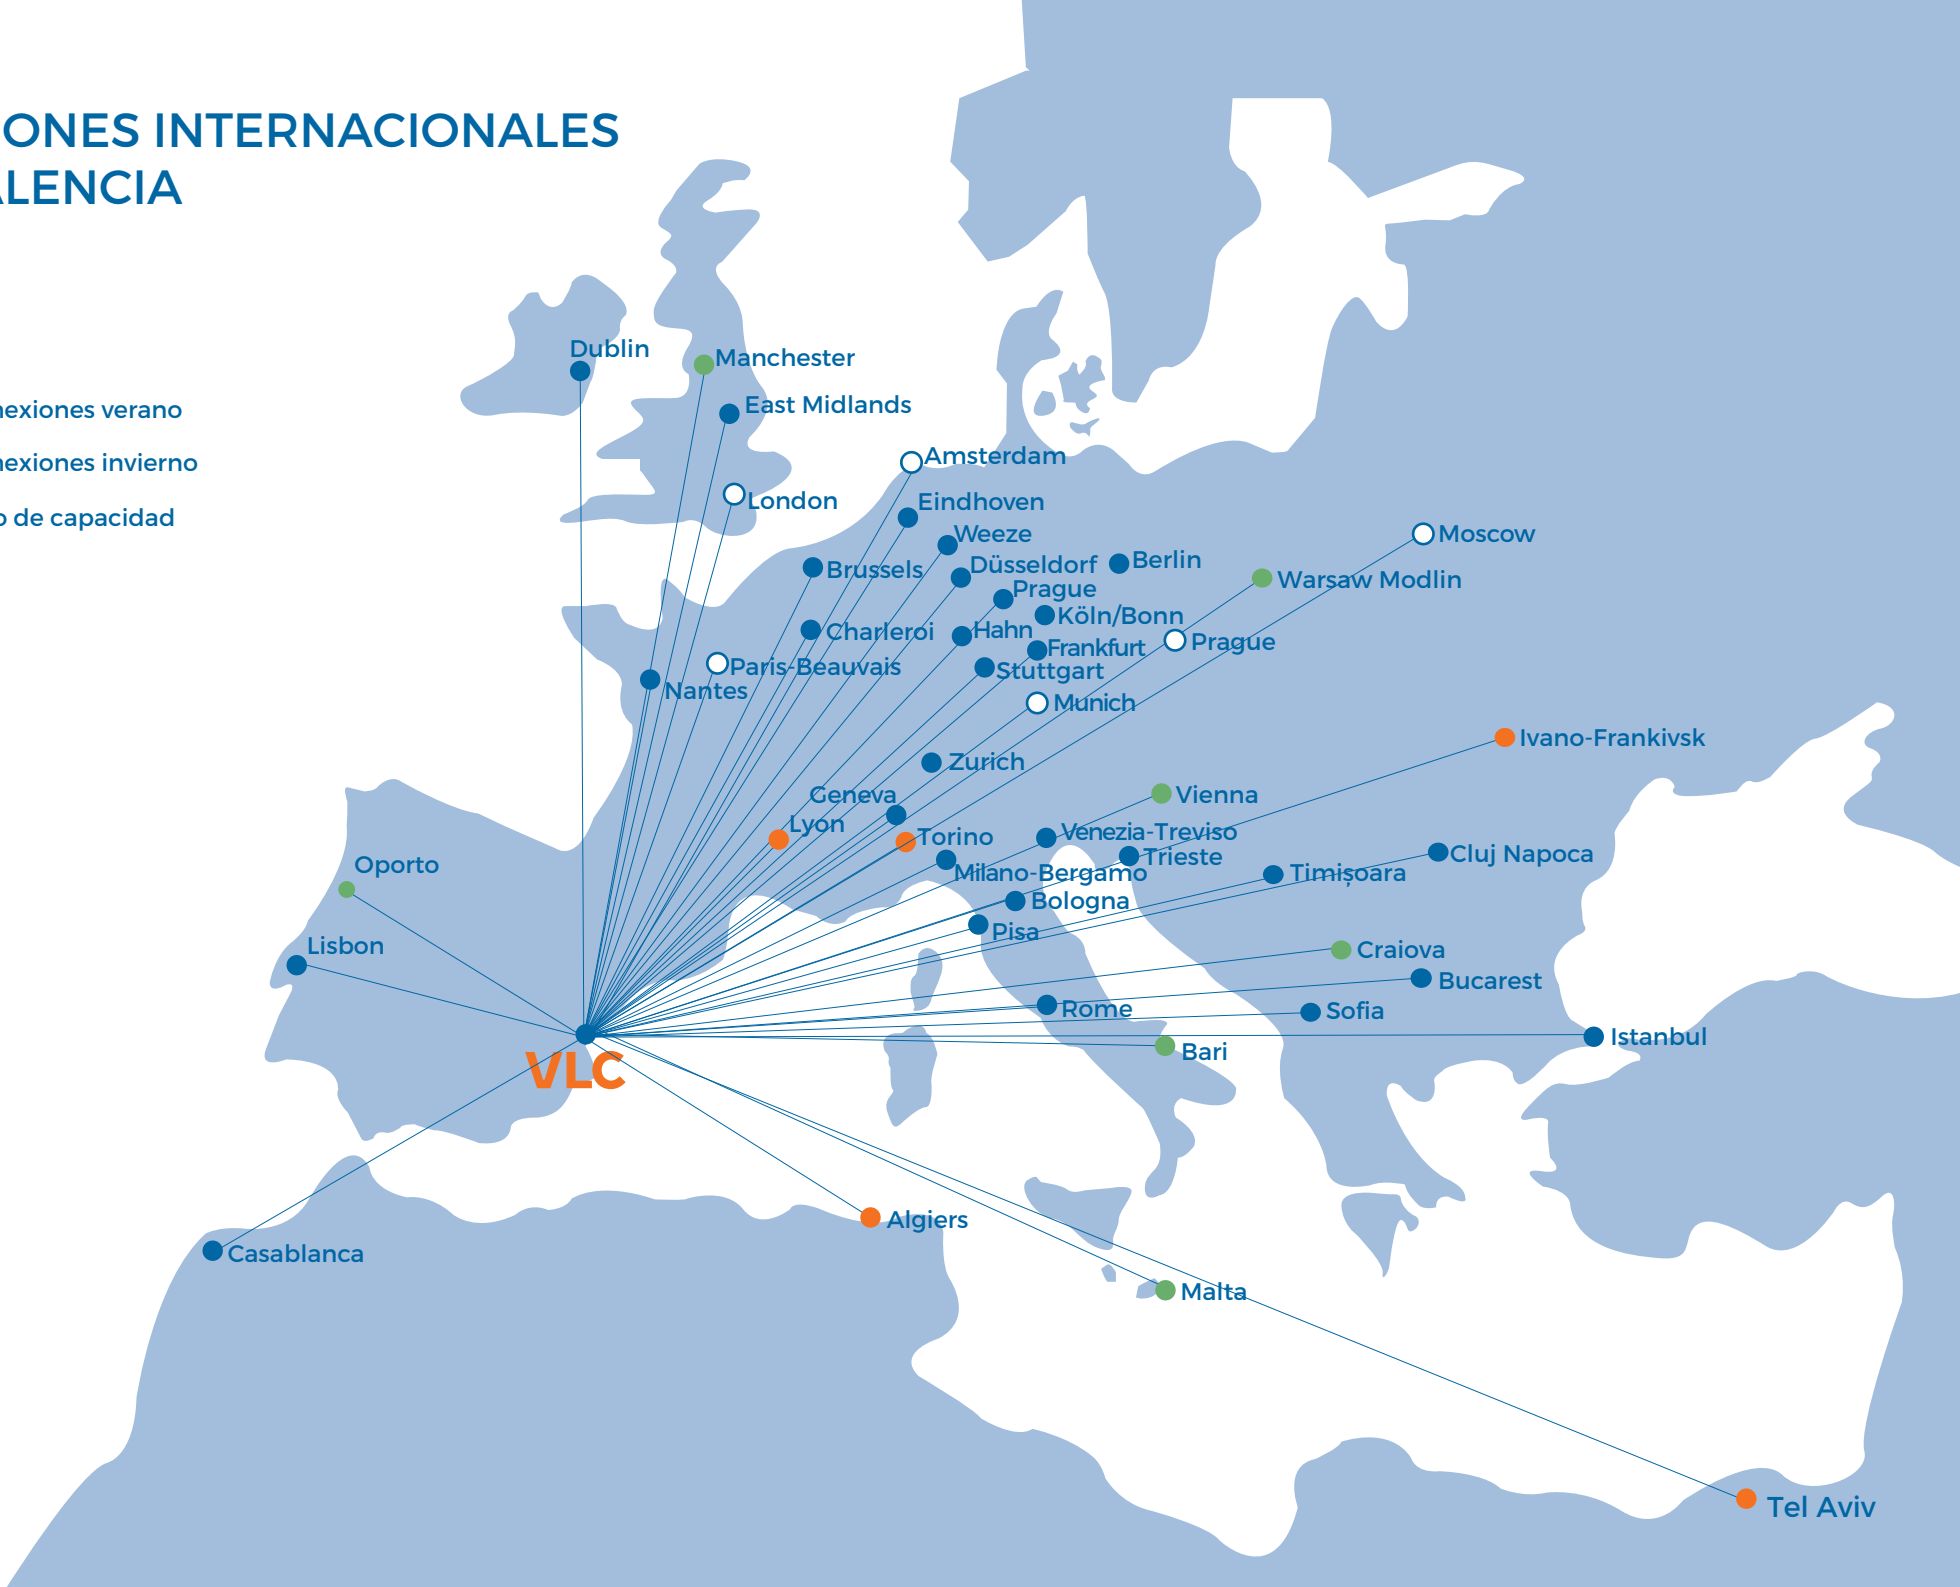 ONES INTERNACIONALES
ALENCIA
Dublin
Manchester
nexiones verano
East Midlands
nexiones invierno
Amsterdam
London
Eindhoven
o de capacidad
Weeze
Moscow
Brussels
Düsseldorf
Berlin
Prague
Warsaw Modlin
Köln/Bonn
Charleroi
Hahn
Frankfurt
Prague
Paris-Beauvais
Stuttgart
Nantes
Munich
Ivano-Frankivsk
Zurich
Geneva
Vienna
Lyon
Torino
Venezia-Treviso
Trieste
Cluj Napoca
Oporto
Milano-Bergamo
Timișoara
Bologna
Pisa
Lisbon
Craiova
Bucarest
Rome
Sofia
Istanbul
Bari
VLC
Algiers
Casablanca
Malta
Tel Aviv